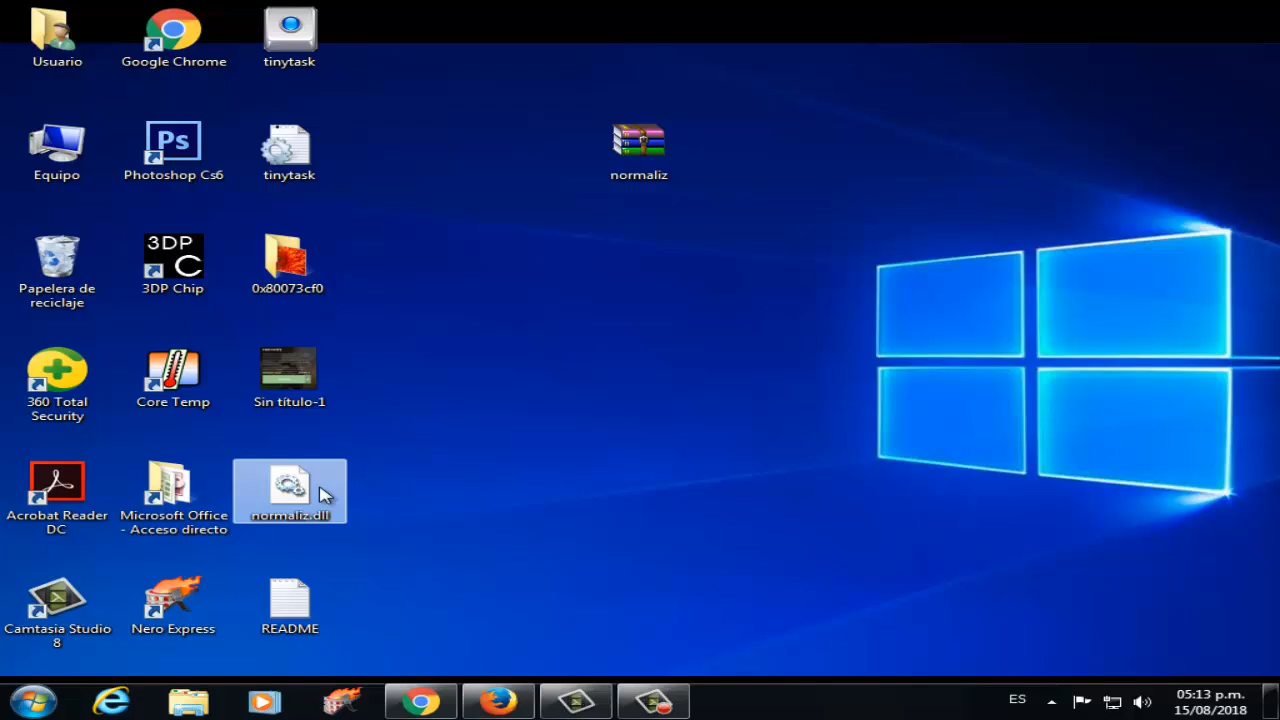 Usuario
Google Chrome
tinytask
Equipo
Ps
Photoshop Cs6
tinytask
normaliz
Papelera de
reciclaje
3DP
C
3DP Chip
0x80073cf0
360 Total
Security
Core Temp
Sin título-1
Acrobat Reader
DC
Microsoft Office
- Acceso directo
normaliz.dll
Camtasia Studio
8
Nero Express
README
ES
05:13 p.m.
15/08/2018